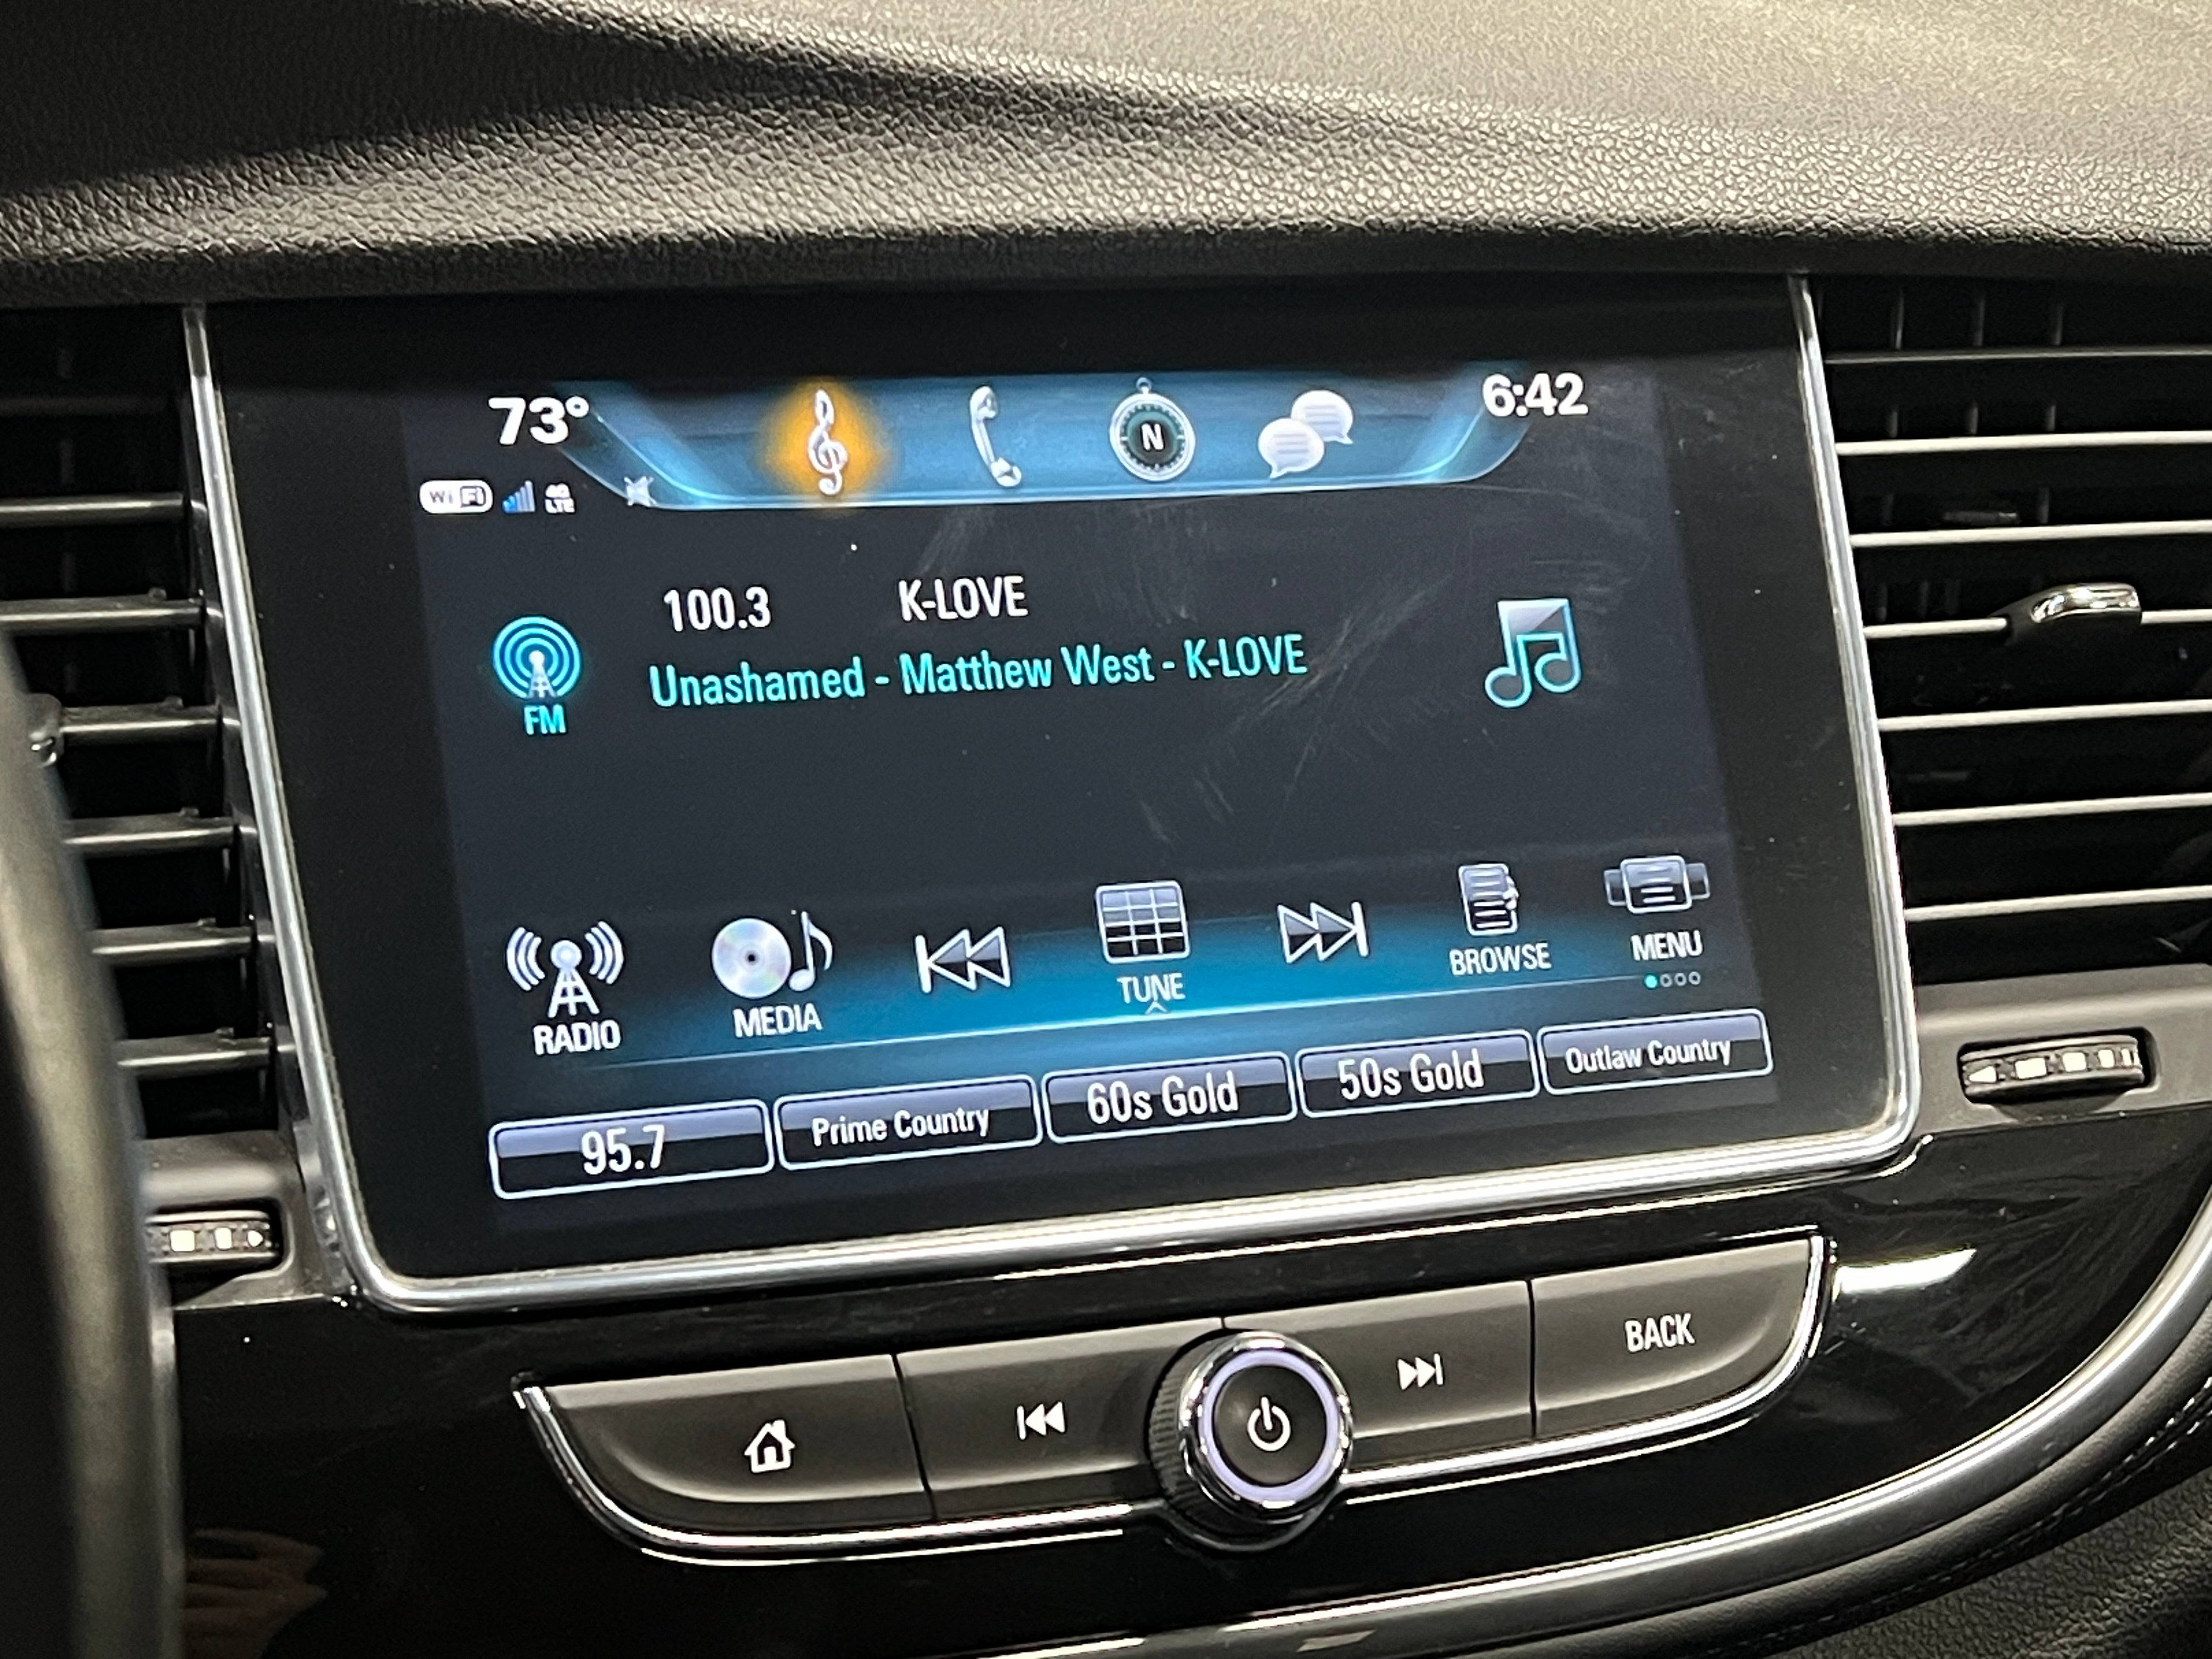 73°
N
6:42
WiFi
4G
LTE
100.3 K-LOVE
Unashamed - Matthew West - K-LOVE
FM
RADIO
MEDIA
TUNE
BROWSE
MENU
95.7
Prime Country
60s Gold
50s Gold
Outlaw Country
BACK